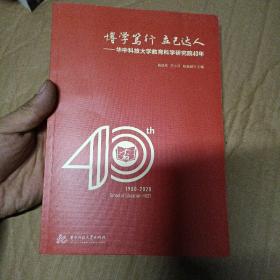 博学笃行 立己达人
——华中科技大学教育科学研究院40年
40th
1980-2020
School of Education·HUST
华中科技大学出版社